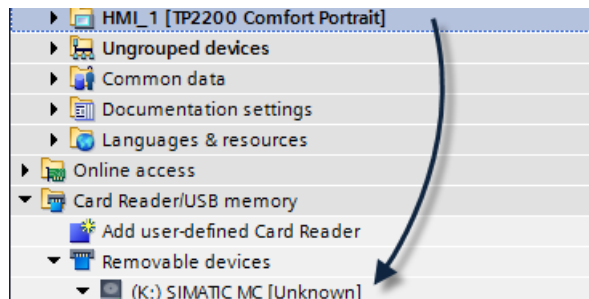 HMI_1 [TP2200 Comfort Portrait]
Ungrouped devices
Common data
Documentation settings
Languages & resources
Online access
Card Reader/USB memory
Add user-defined Card Reader
Removable devices
(K:) SIMATIC MC [Unknown]